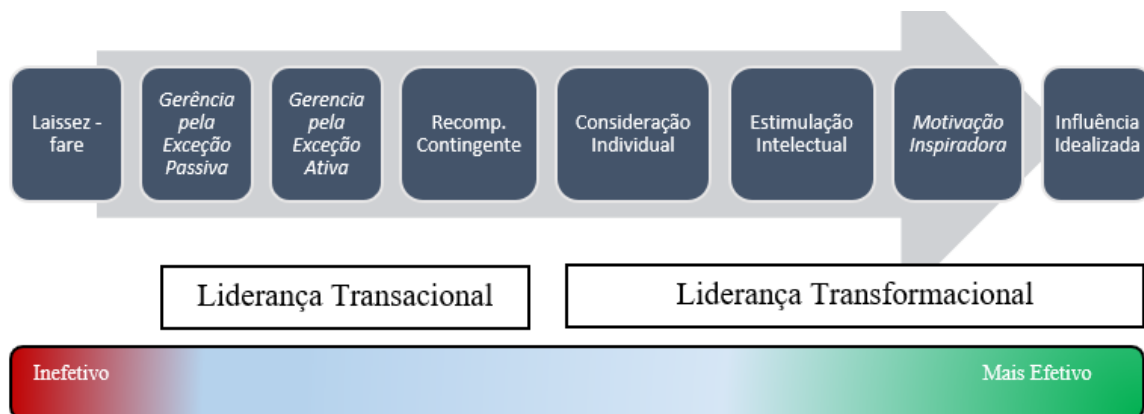 Laissez -
fare
Gerência
pela
Exceção
Passiva
Gerencia
pela
Exceção
Ativa
Recomp.
Contingente
Consideração
Individual
Estimulação
Intelectual
Motivação
Inspiradora
Influência
Idealizada
Liderança Transacional
Liderança Transformacional
Inefetivo
Mais Efetivo